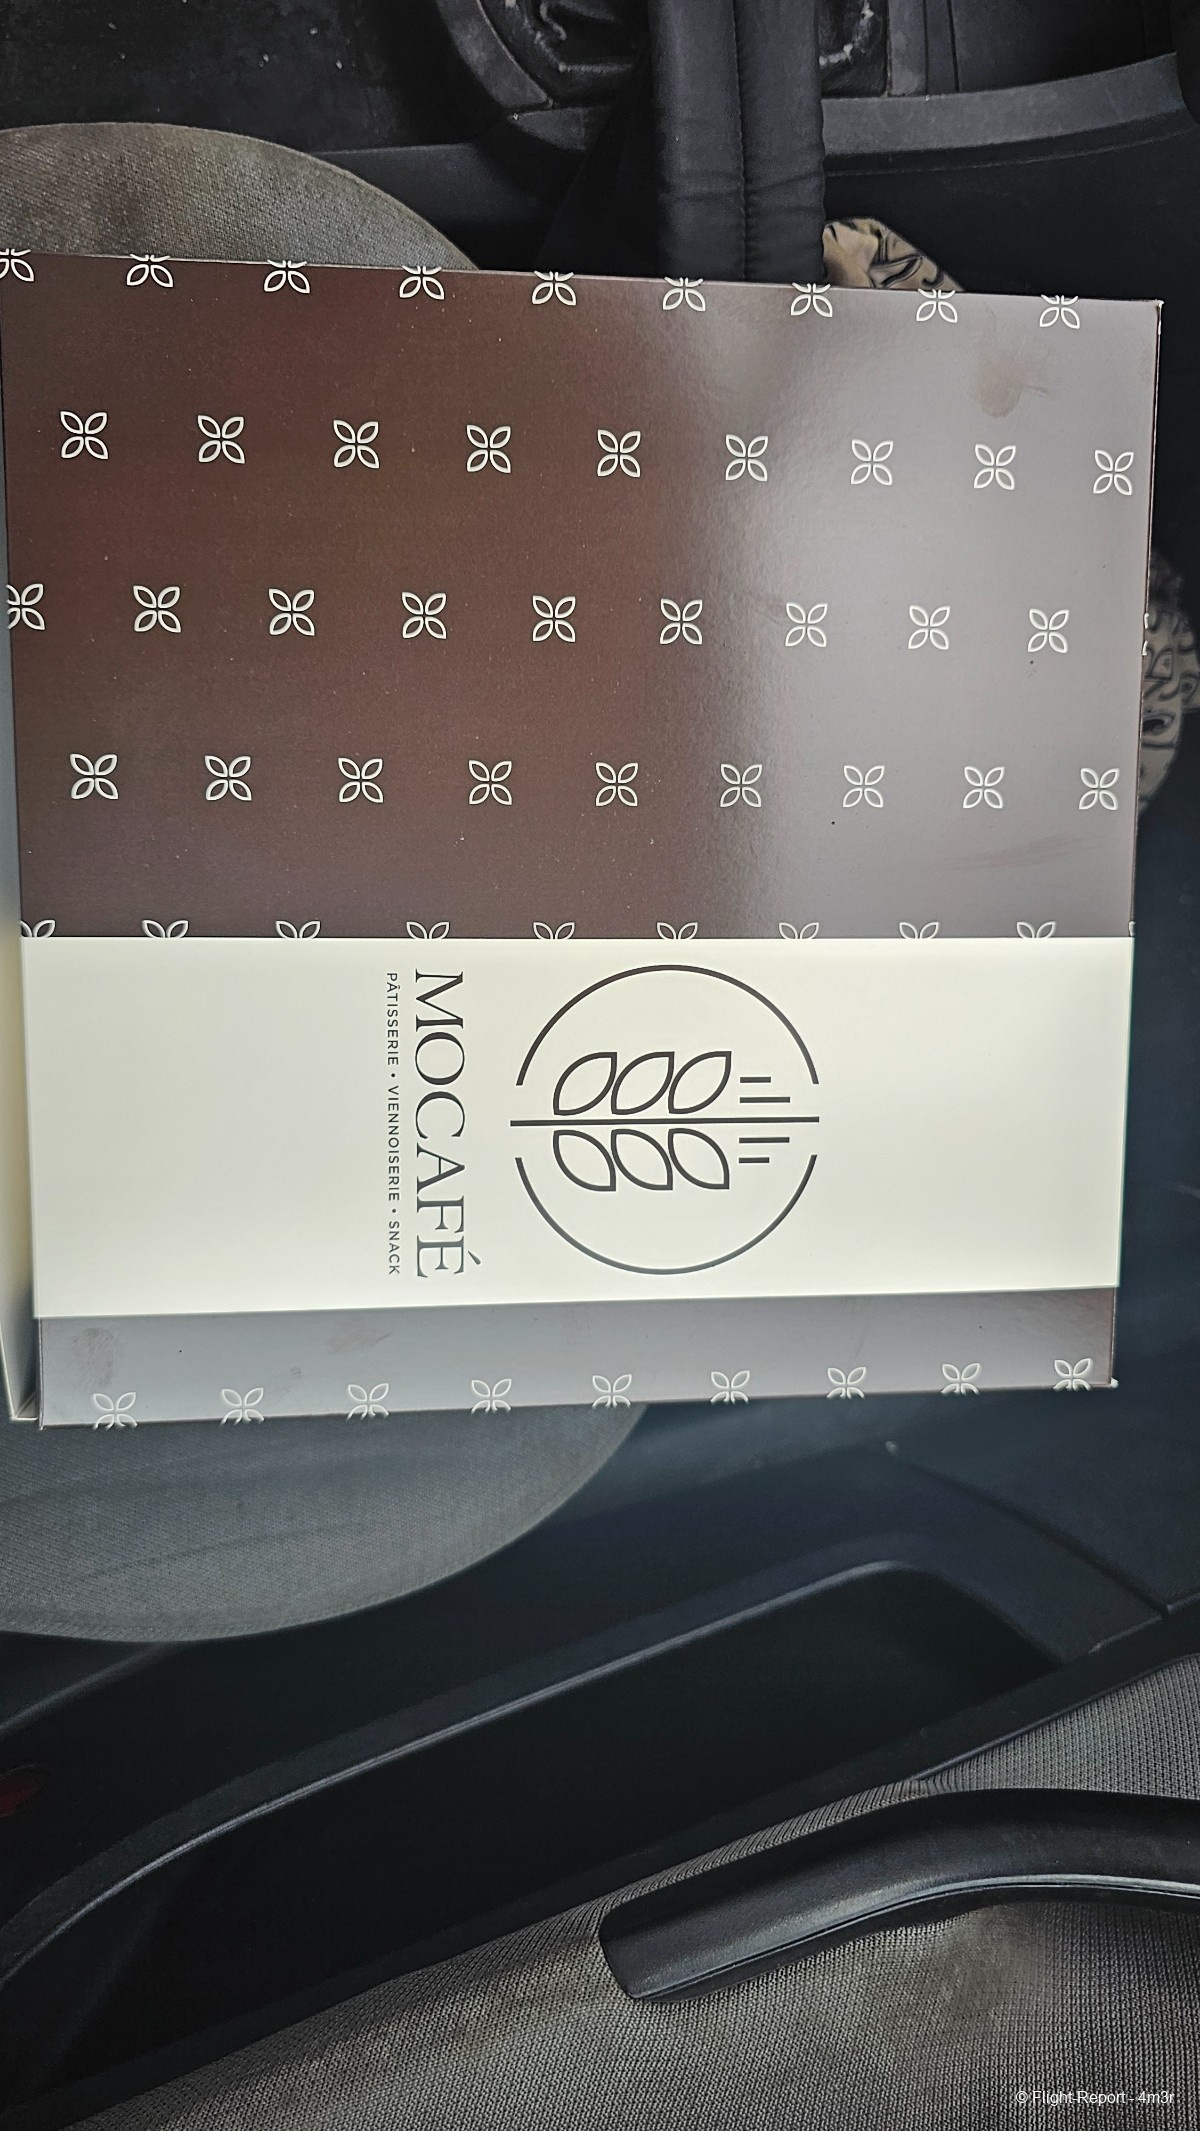 MOCAFÉ
PÂTISSERIE • VIENNOISERIE • SNACK
© Flight-Report - 4m3r